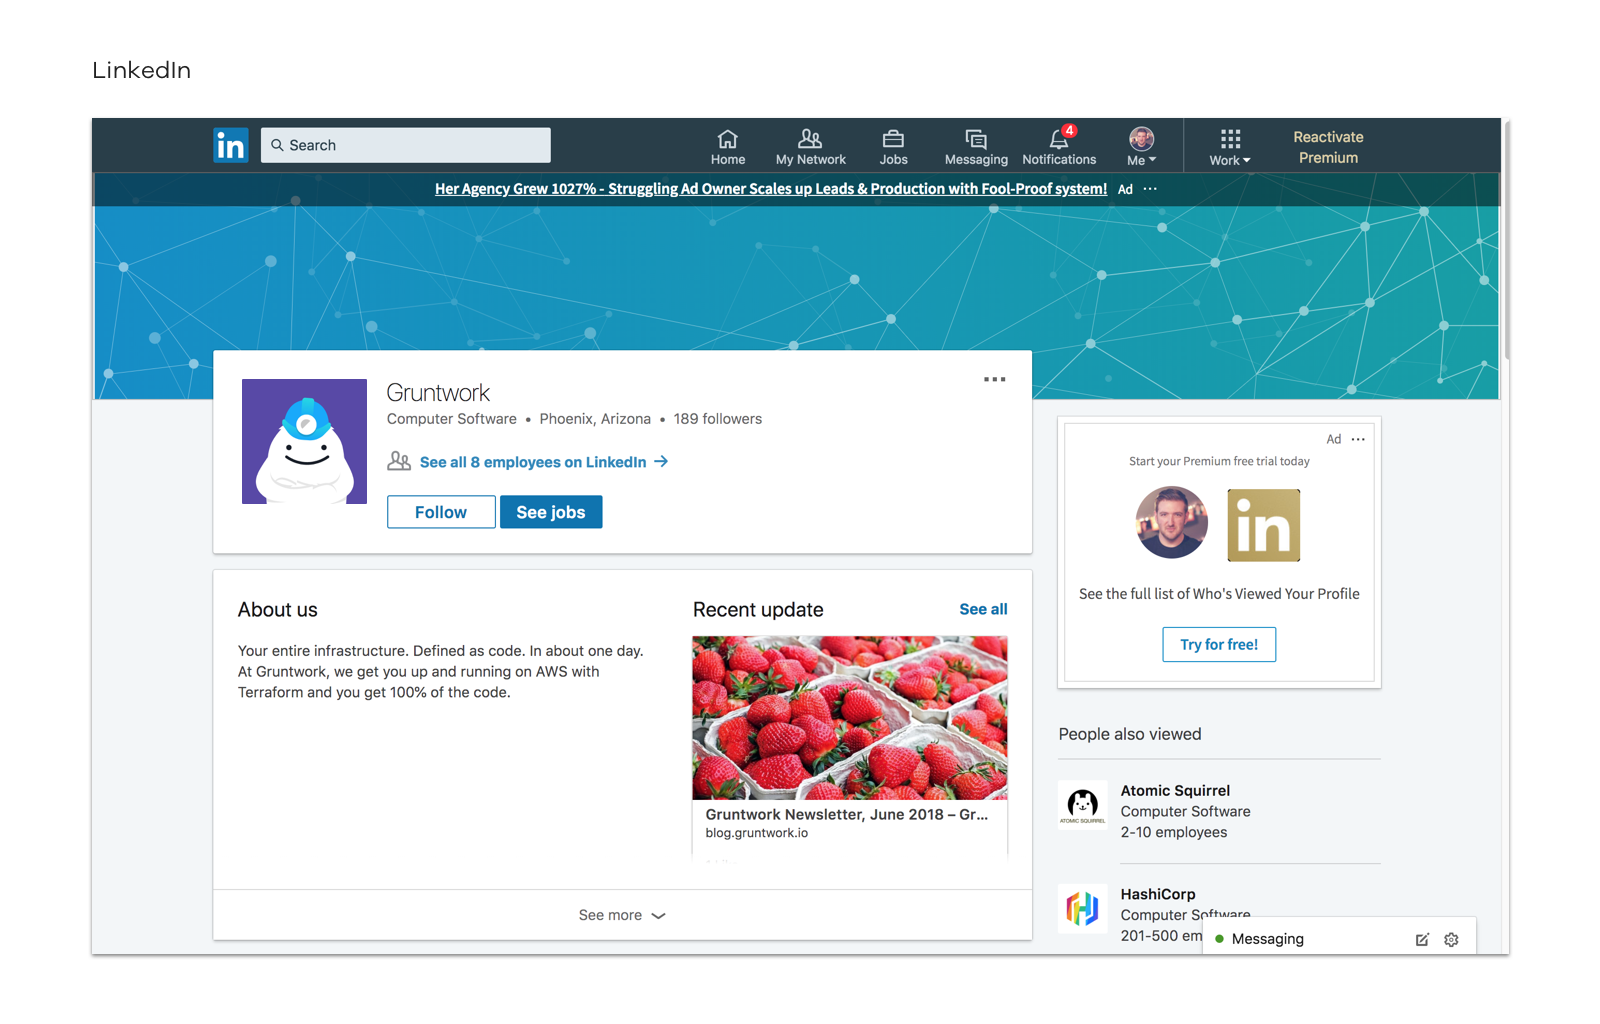 LinkedIn
in
Search
Home
My Network
Jobs
Messaging
4
Notifications
Me
Work
Reactivate
Premium
Her Agency Grew 1027% - Struggling Ad Owner Scales up Leads & Production with Fool-Proof system! Ad ···
Gruntwork
Computer Software • Phoenix, Arizona • 189 followers
See all 8 employees on LinkedIn →
Follow
See jobs
Ad ···
Start your Premium free trial today
in
See the full list of Who's Viewed Your Profile
Try for free!
About us
Your entire infrastructure. Defined as code. In about one day.
At Gruntwork, we get you up and running on AWS with
Terraform and you get 100% of the code.
Recent update
See all
Gruntwork Newsletter, June 2018 – Gr...
blog.gruntwork.io
See more
People also viewed
ATOMIC SQUIRREL
Atomic Squirrel
Computer Software
2-10 employees
HashiCorp
Computer Software
201-500 em
Messaging